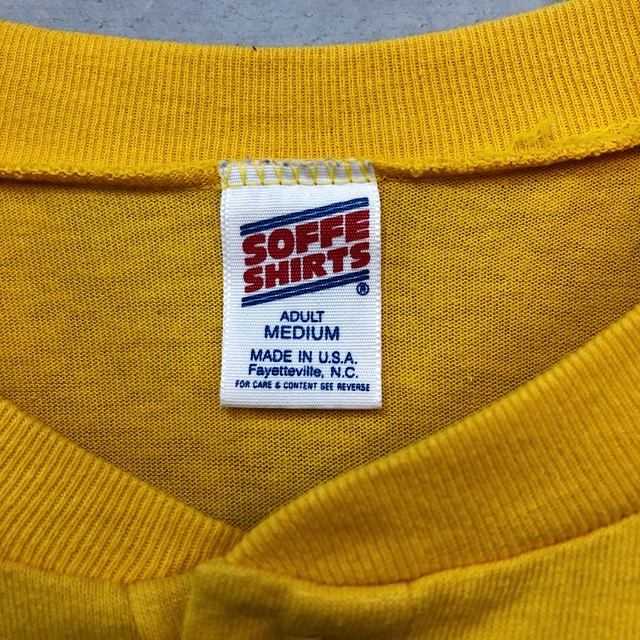 SOFFE
SHIRTS
®
ADULT
MEDIUM
MADE IN U.S.A.
Fayetteville, N.C.
FOR CARE & CONTENT SEE REVERSE